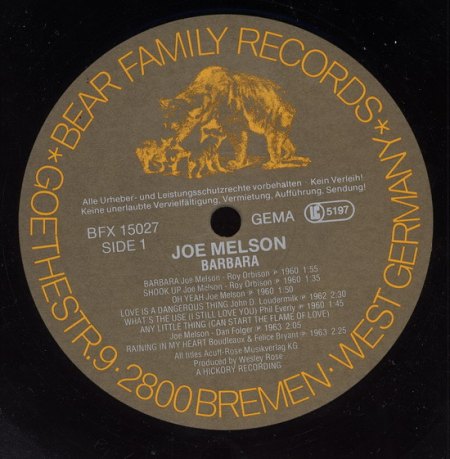 *BEAR FAMILY RECORDS*
GOETHESTR.9·2800 BREMEN·WEST GERMANY
Alle Urheber- und Leistungsschutzrechte vorbehalten · Kein Verleih!
Keine unerlaubte Vervielfältigung, Vermietung, Aufführung, Sendung!
BFX 15027
SIDE 1
GEMA
LC 5197
JOE MELSON
BARBARA
BARBARA Joe Melson - Roy Orbison ℗ 1960 1:55
SHOOK UP Joe Melson - Roy Orbison ℗ 1960 1:35
OH YEAH Joe Melson ℗ 1960 1:50
LOVE IS A DANGEROUS THING John D. Loudermilk ℗ 1962 2:30
WHAT'S THE USE (I STILL LOVE YOU) Phil Everly ℗ 1960 1:45
ANY LITTLE THING (CAN START THE FLAME OF LOVE)
Joe Melson - Dan Folger ℗ 1963 2:05
RAINING IN MY HEART Boudleaux & Felice Bryant ℗ 1963 2:25
All titles Acuff-Rose Musikverlag KG
Produced by Wesley Rose
A HICKORY RECORDING